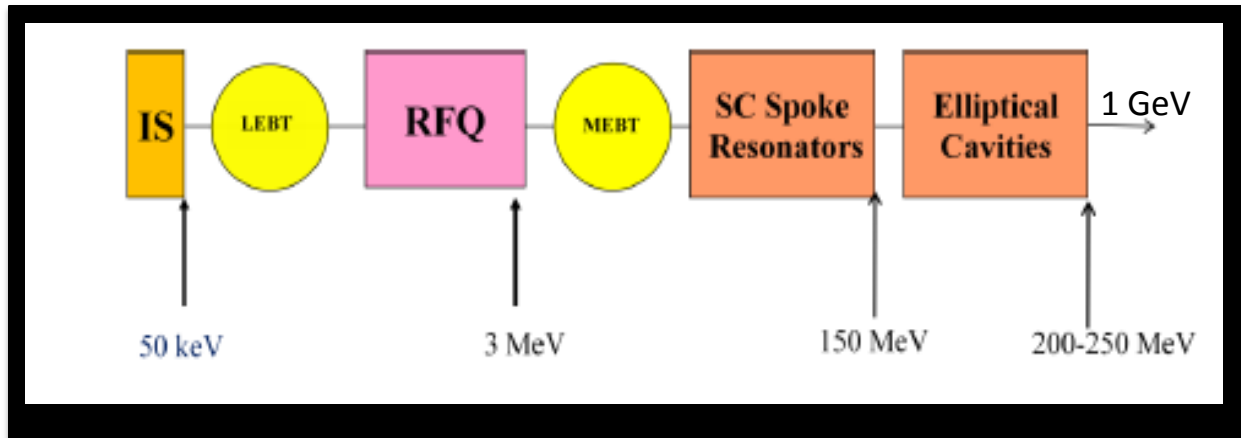 IS
LEBT
RFQ
MEBT
SC Spoke
Resonators
Elliptical
Cavities
1 GeV
50 keV
3 MeV
150 MeV
200-250 MeV